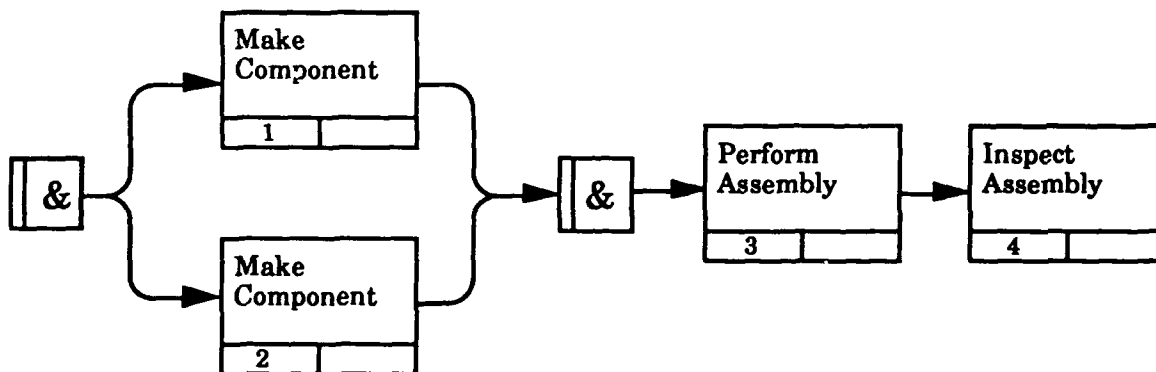 Make
Component
1
&
&
Perform
Assembly
3
Inspect
Assembly
4
Make
Component
2